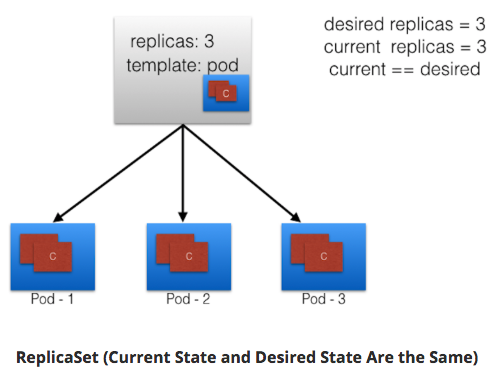 replicas: 3
template: pod
C
desired replicas = 3
current replicas = 3
current == desired
C
C
C
Pod - 1
Pod - 2
Pod - 3
ReplicaSet (Current State and Desired State Are the Same)